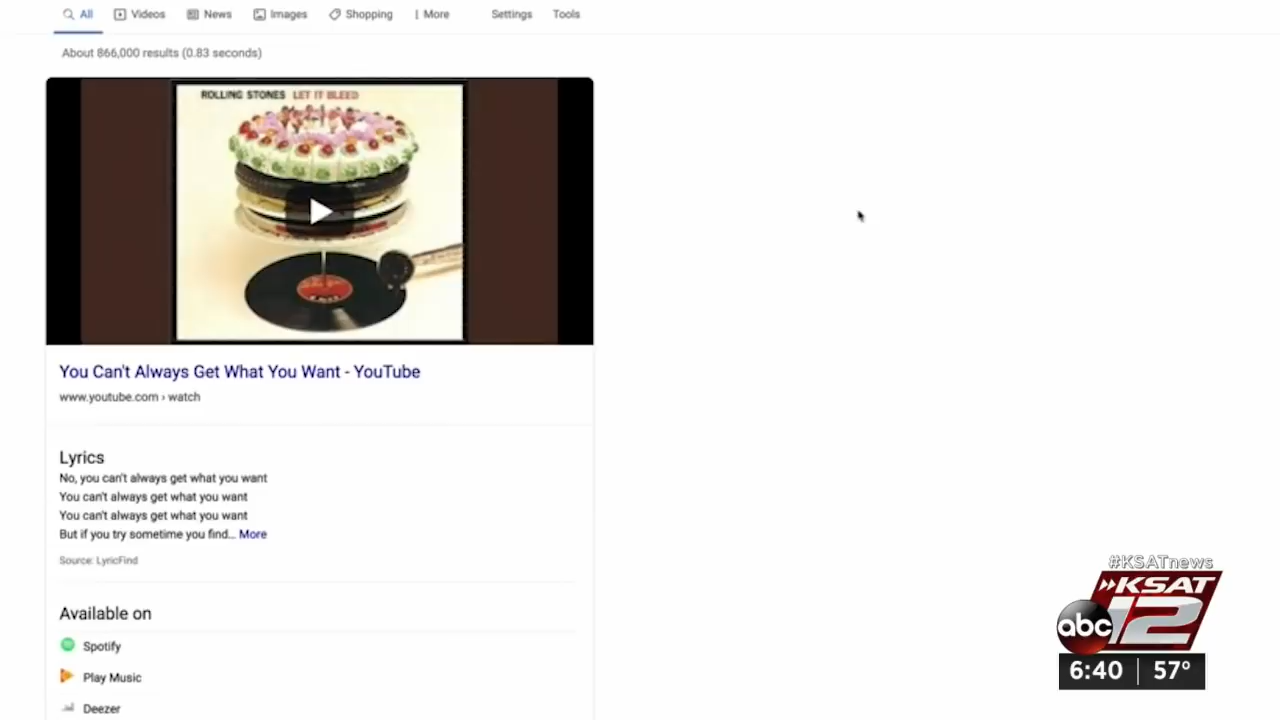 All Videos News Images Shopping More Settings Tools
About 866,000 results (0.83 seconds)
ROLLING STONES LET IT BLEED
You Can't Always Get What You Want - YouTube
www.youtube.com › watch
Lyrics
No, you can't always get what you want
You can't always get what you want
You can't always get what you want
But if you try sometime you find... More
Source: LyricFind
Available on
Spotify
Play Music
Deezer
#KSATnews
KSAT
abc 12
6:40 57°